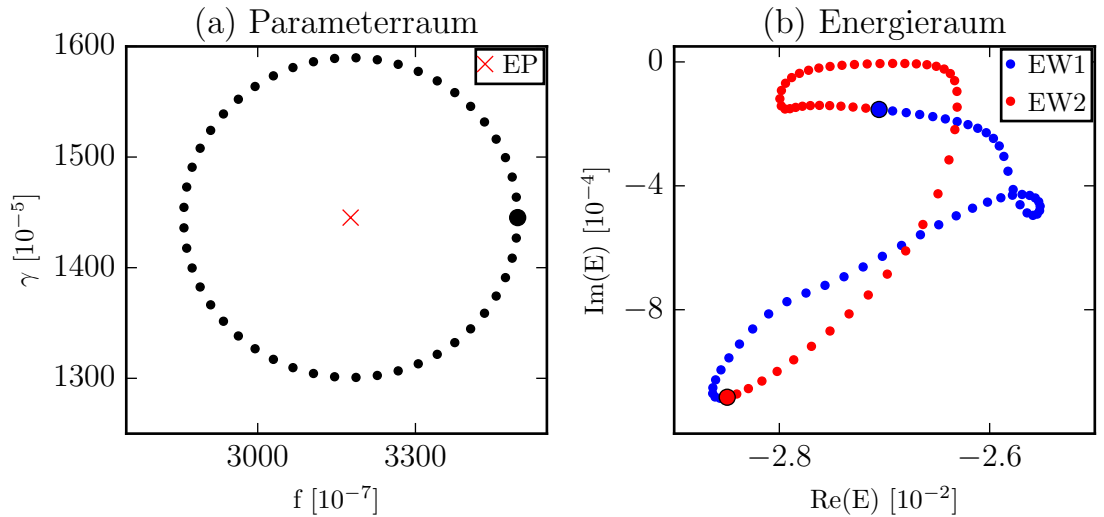 (a) Parameterraum
1600
1500
1400
1300
3000
3300
γ [10⁻⁵]
f [10⁻⁷]
EP
(b) Energieraum
0
−4
−8
−2.8
−2.6
Im(E) [10⁻⁴]
Re(E) [10⁻²]
EW1
EW2